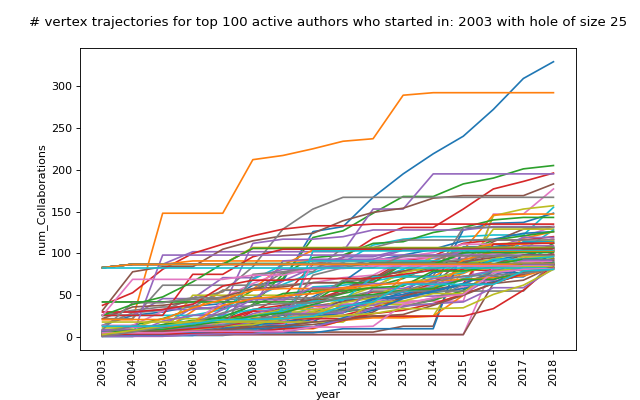 # vertex trajectories for top 100 active authors who started in: 2003 with hole of size 25
300
250
200
150
100
50
0
num_Collaborations
2003 2004 2005 2006 2007 2008 2009 2010 2011 2012 2013 2014 2015 2016 2017 2018
year